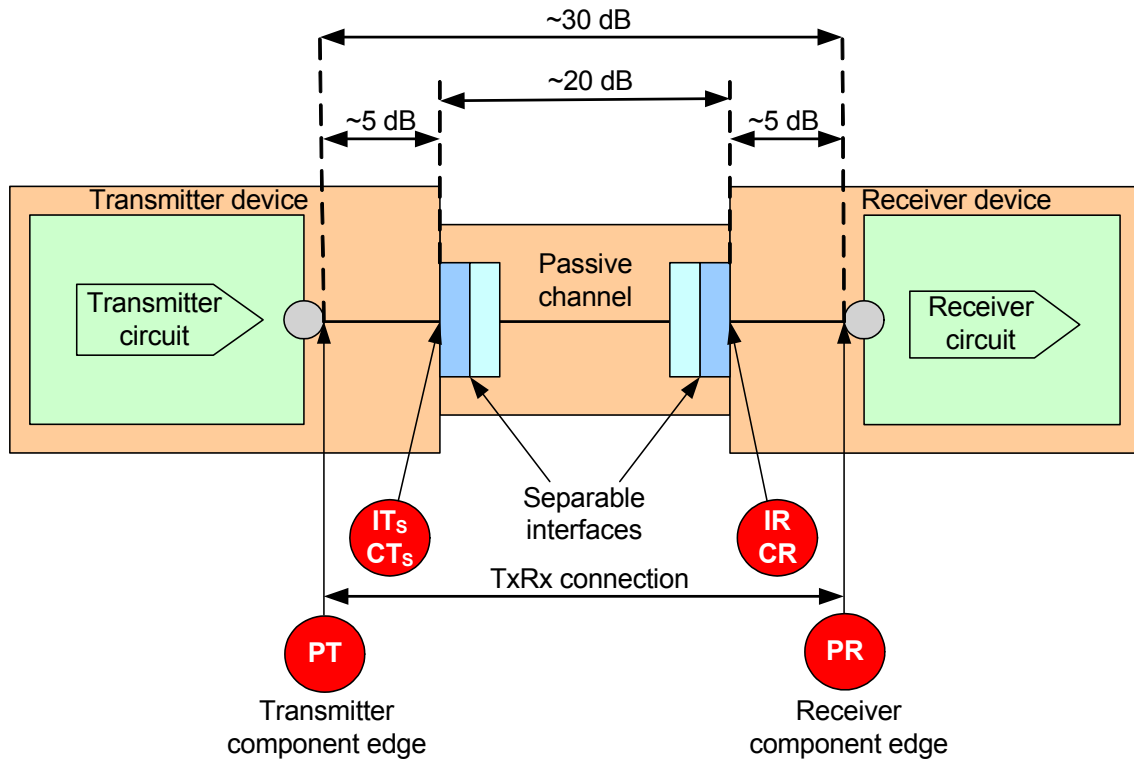 ~30 dB
~20 dB
~5 dB
~5 dB
Transmitter device
Receiver device
Passive
channel
Transmitter
circuit
Receiver
circuit
Separable
interfaces
ITS
CTS
IR
CR
TxRx connection
PT
PR
Transmitter
component edge
Receiver
component edge